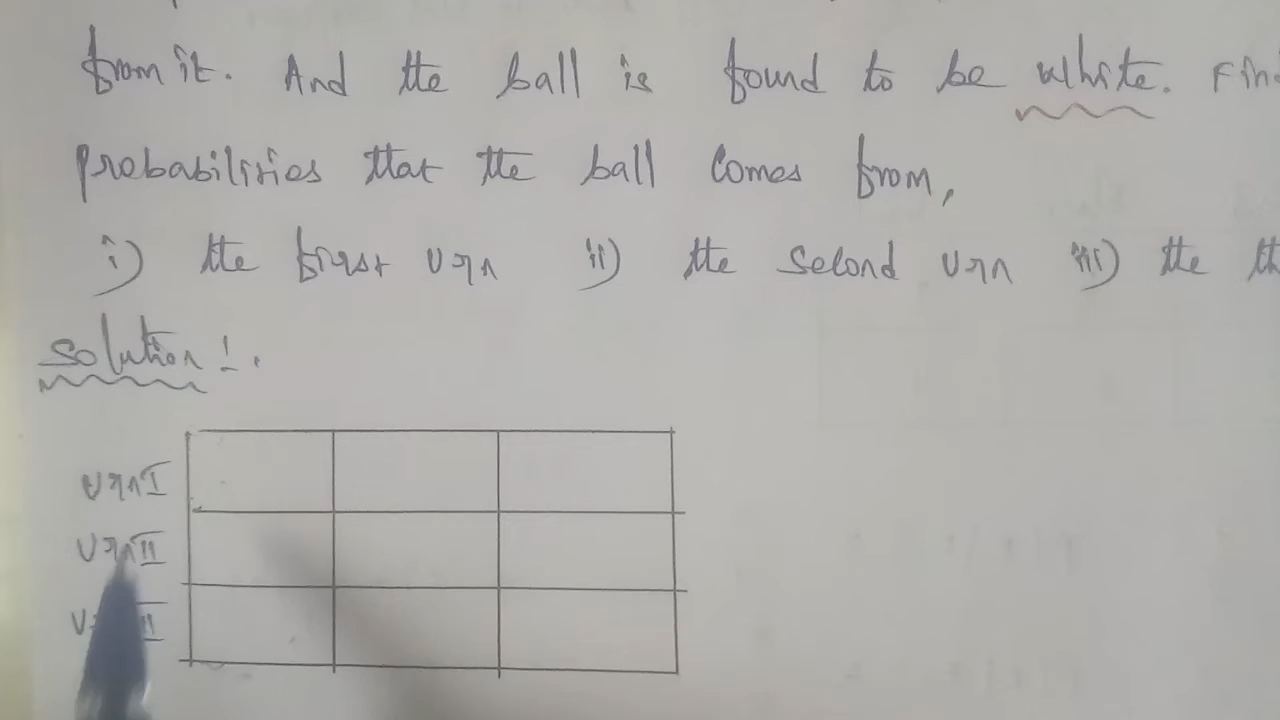 from it. And the ball is found to be white. Fin
probabilities that the ball comes from,
i) the first urn ii) the second urn iii) the th
Solution :.
Urn I
Urn II